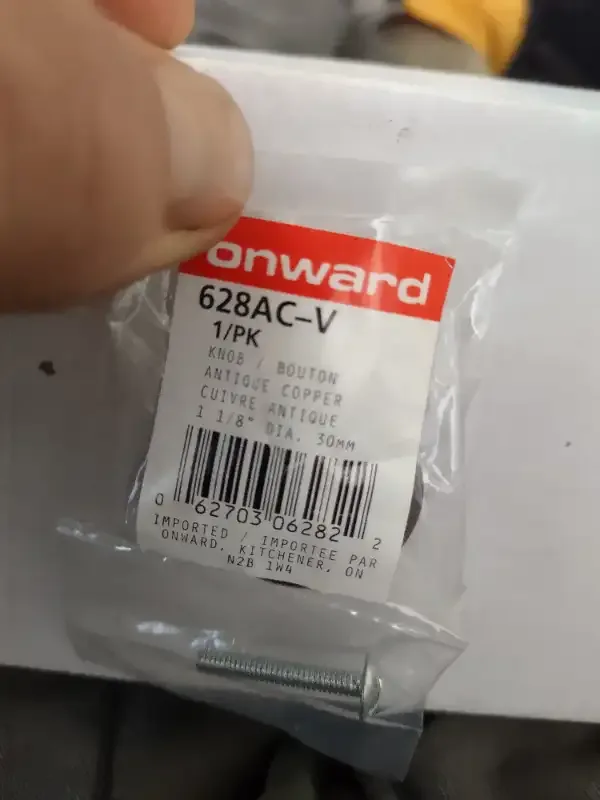 onward
628AC-V
1/PK
KNOB / BOUTON
ANTIQUE COPPER
CUIVRE ANTIQUE
1 1/8" DIA. 30MM
0 62703 06282 2
IMPORTED / IMPORTEE PAR
ONWARD, KITCHENER, ON
N2B 1W4